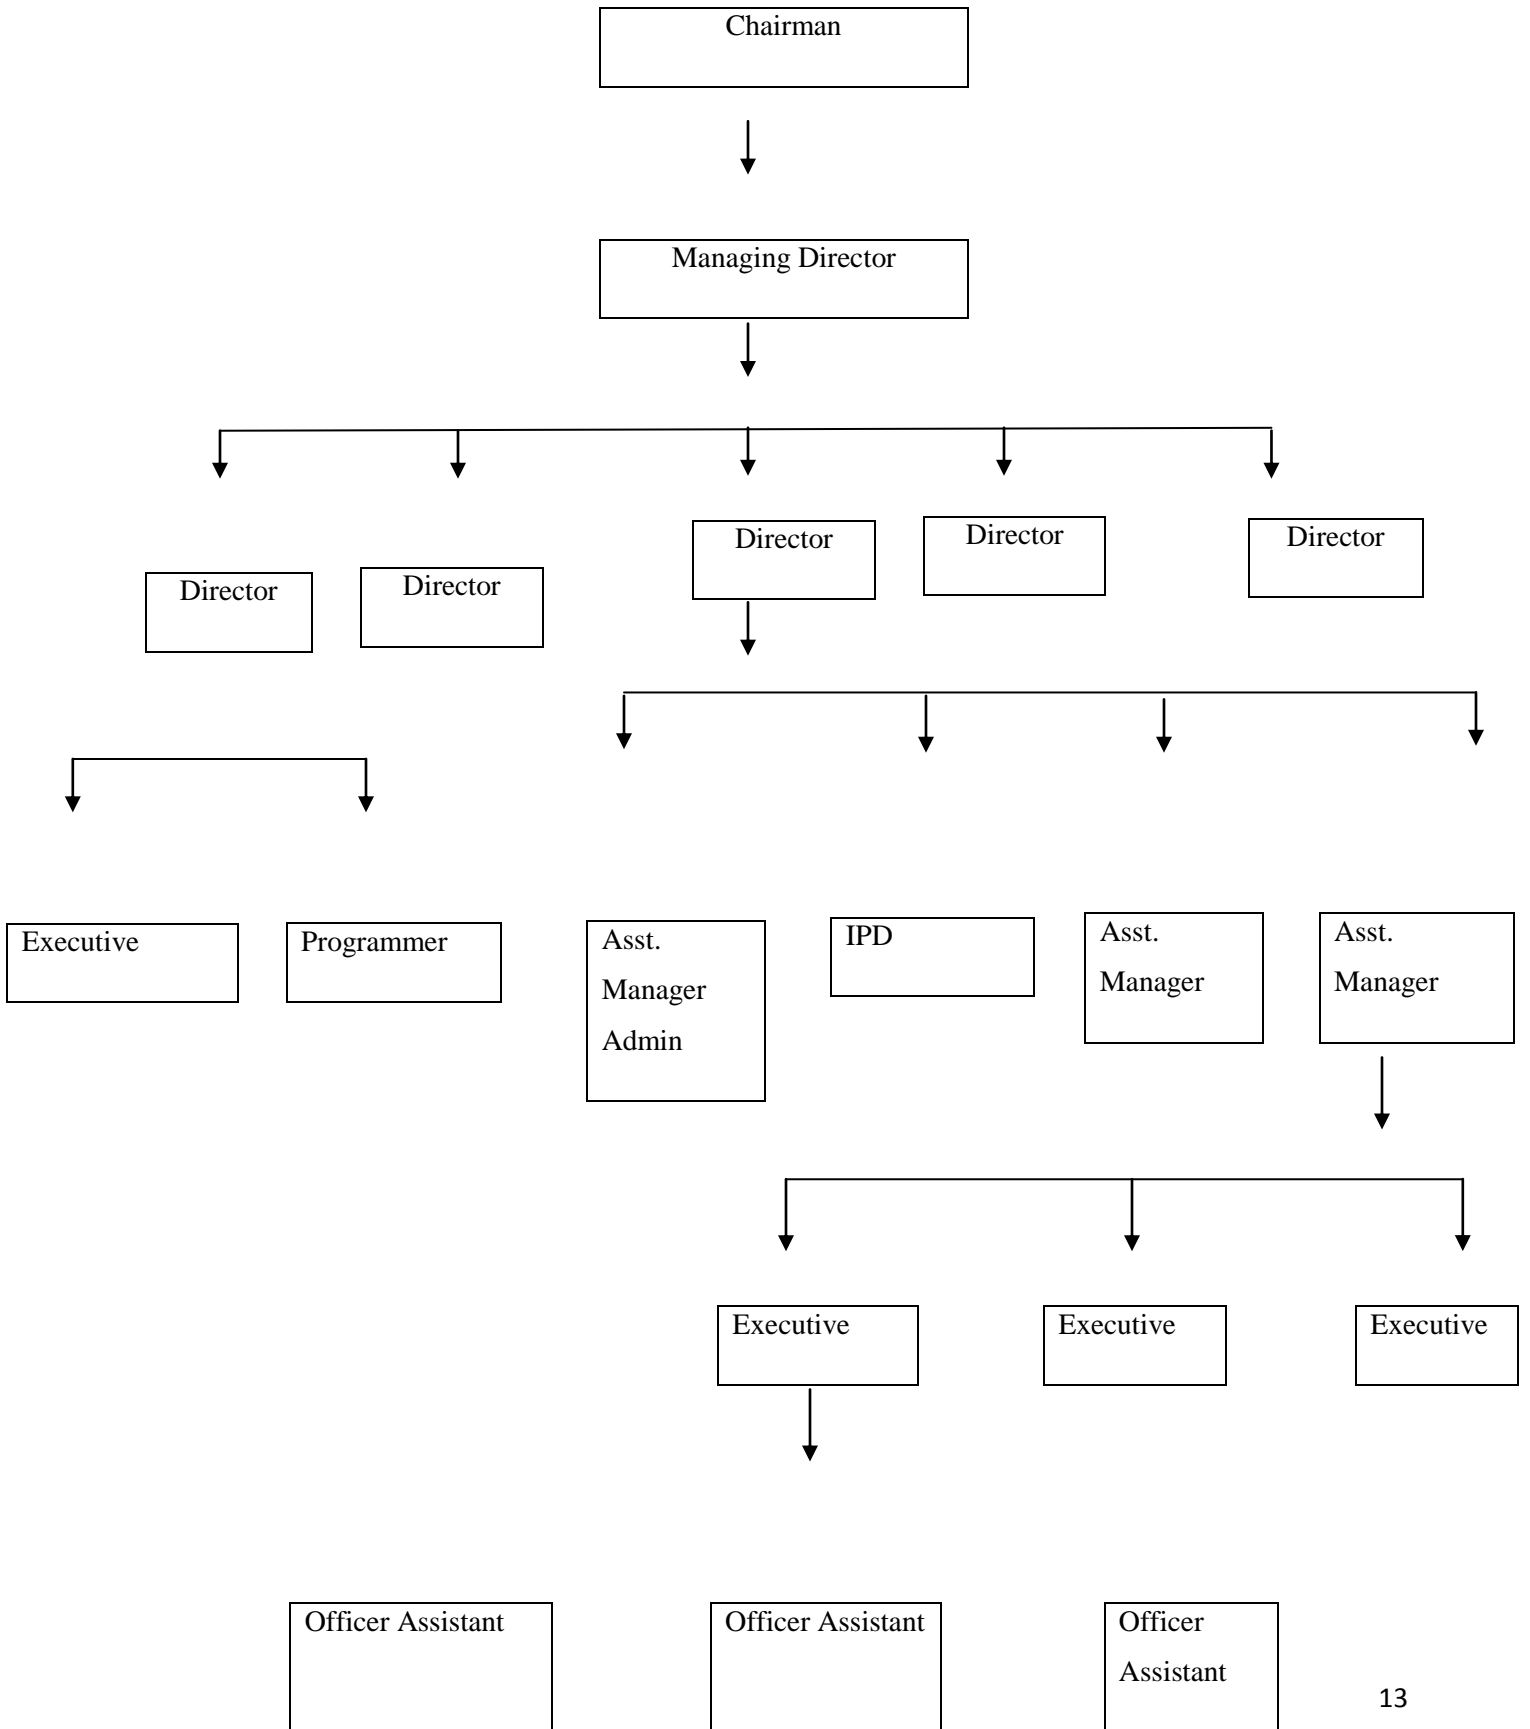 Chairman
Managing Director
Director
Director
Director
Director
Director
Executive
Programmer
Asst.
Manager
Admin
IPD
Asst.
Manager
Asst.
Manager
Executive
Executive
Executive
Officer Assistant
Officer Assistant
Officer
Assistant
13